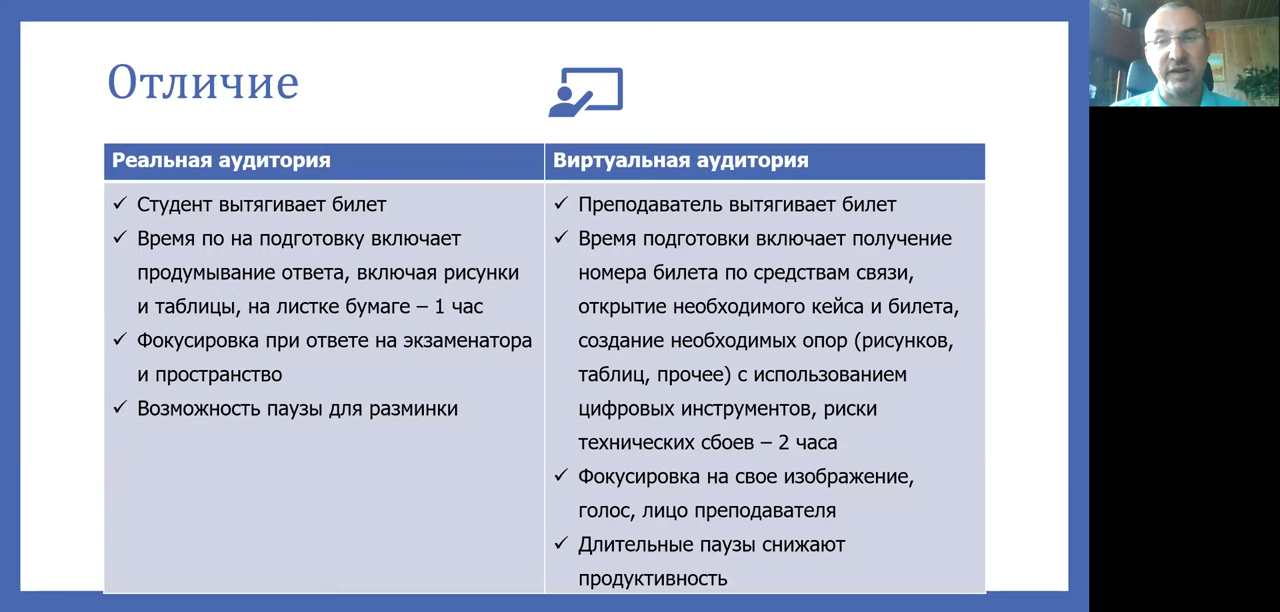 Отличие
Реальная аудитория
Студент вытягивает билет
Время по на подготовку включает
продумывание ответа, включая рисунки
и таблицы, на листке бумаге – 1 час
Фокусировка при ответе на экзаменатора
и пространство
Возможность паузы для разминки
Виртуальная аудитория
Преподаватель вытягивает билет
Время подготовки включает получение
номера билета по средствам связи,
открытие необходимого кейса и билета,
создание необходимых опор (рисунков,
таблиц, прочее) с использованием
цифровых инструментов, риски
технических сбоев – 2 часа
Фокусировка на свое изображение,
голос, лицо преподавателя
Длительные паузы снижают
продуктивность